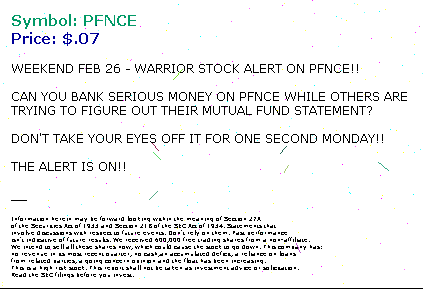 Symbol: PFNCE
Price: $.07
WEEKEND FEB 26 - WARRIOR STOCK ALERT ON PFNCE!!
CAN YOU BANK SERIOUS MONEY ON PFNCE WHILE OTHERS ARE
TRYING TO FIGURE OUT THEIR MUTUAL FUND STATEMENT?
DON'T TAKE YOUR EYES OFF IT FOR ONE SECOND MONDAY!!
THE ALERT IS ON!!
Information herein may be forward looking within the meaning of Section 27A
of the Securities Act of 1933 and Section 21B of the SEC Act of 1934. Statements that
involve discussions with respect to future events. Don't rely on them. Past performance
isn't indicative of future results. We received 600,000 free trading shares from a non-affiliate.
We intend to sell all these shares now, which could cause the stock to go down. This company has:
no revenue in its most recent quarter, no cash, an accumulated deficit, a reliance on loans
from related parties, a going concern opinion and the float has been increasing.
This is a high risk stock. This report shall not be taken as investment advice or solicitation.
Read the SEC filings before you invest.